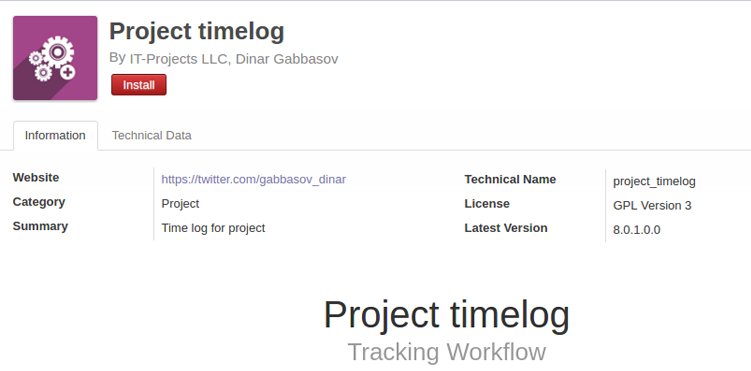 Project timelog
By IT-Projects LLC, Dinar Gabbasov
Install
Information Technical Data
Website https://twitter.com/gabbasov_dinar Technical Name project_timelog
Category Project License GPL Version 3
Summary Time log for project Latest Version 8.0.1.0.0
Project timelog
Tracking Workflow